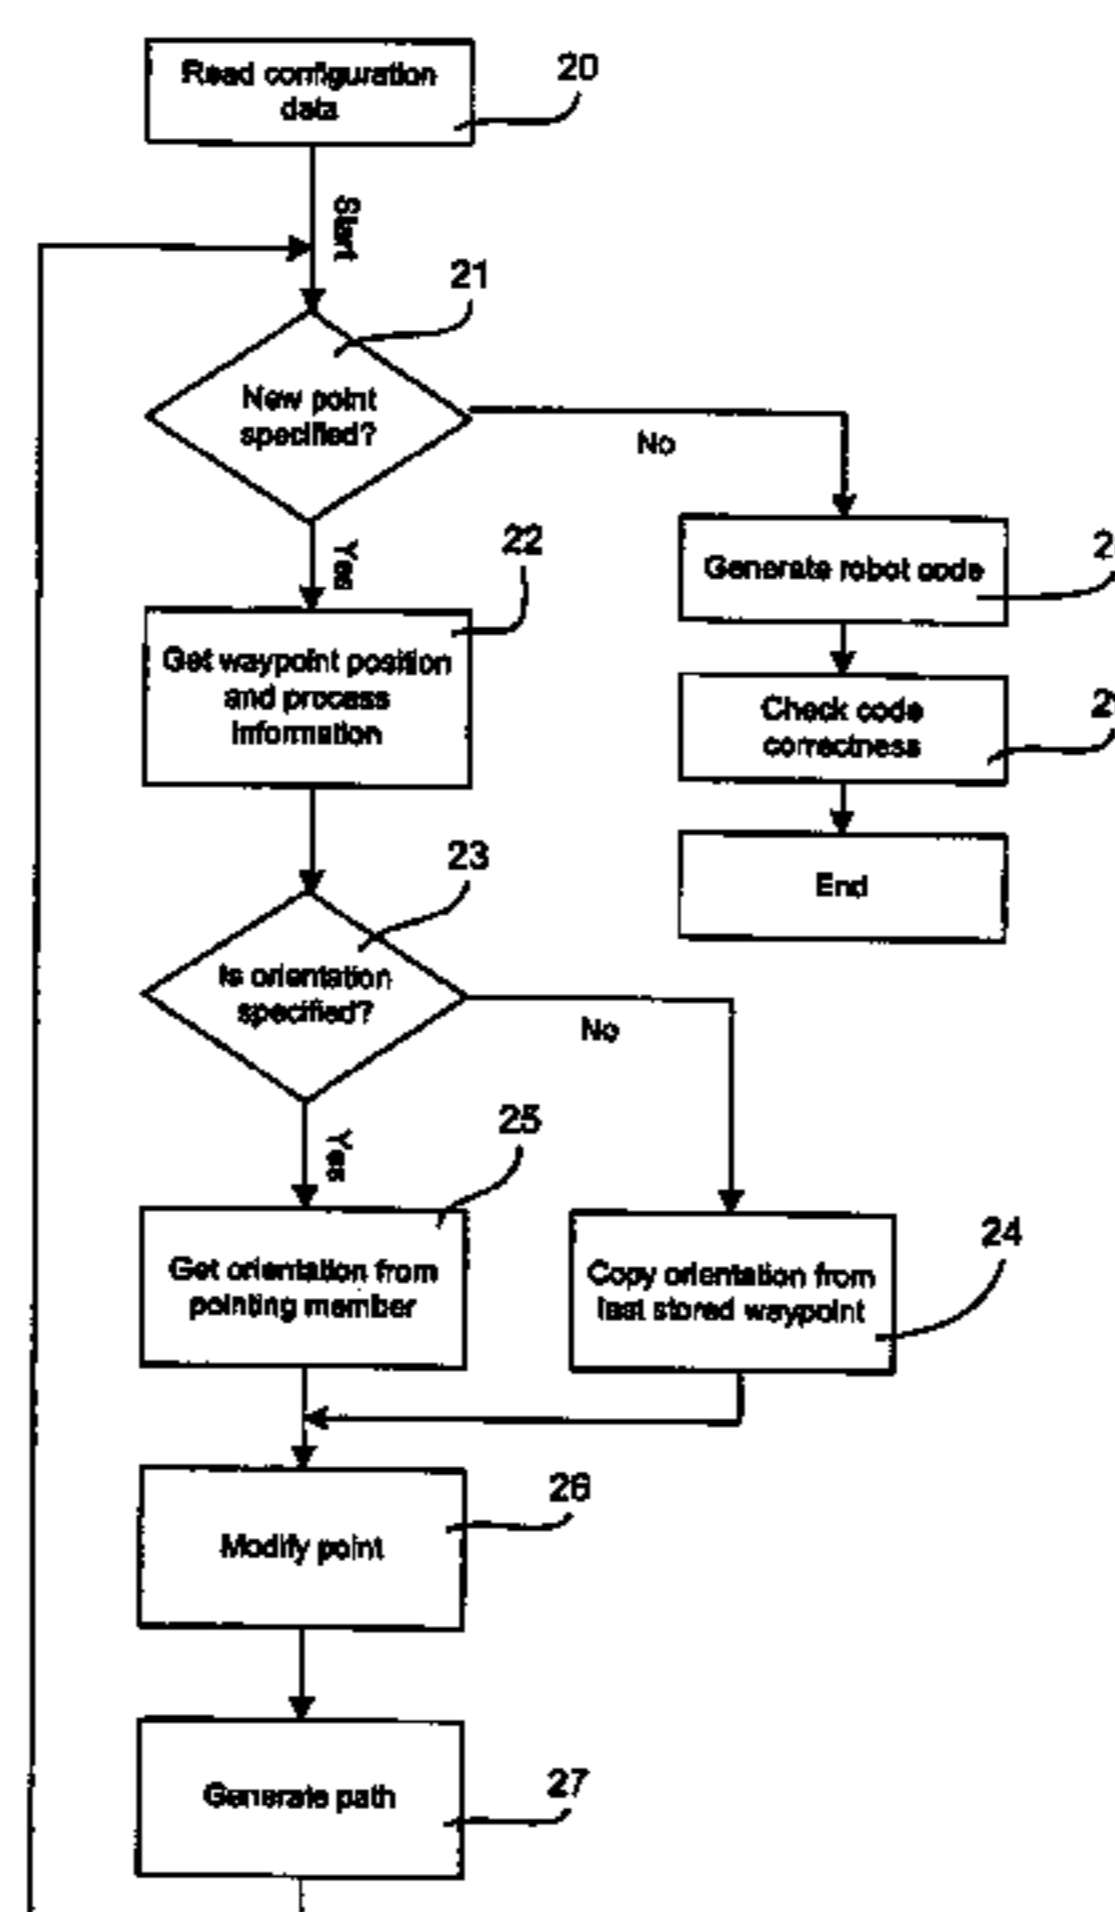 Read configuration
data
20
Start
21
New point
specified?
No
Yes
22
Get waypoint position
and process
information
Generate robot code
Check code
correctness
End
23
Is orientation
specified?
No
Yes
25
Get orientation from
pointing member
24
Copy orientation from
last stored waypoint
26
Modify point
27
Generate path